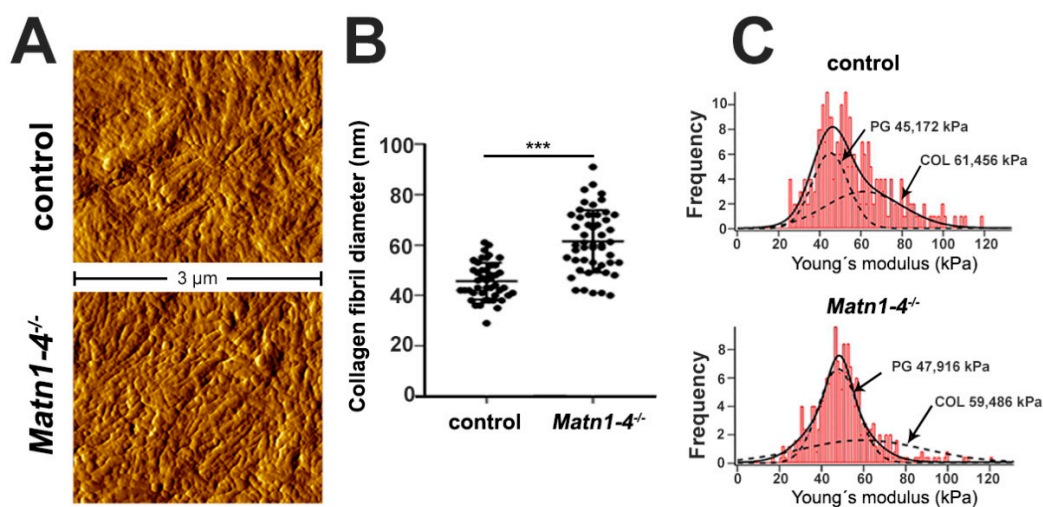 A
control
3 µm
Matn1-4-/-
B
Collagen fibril diameter (nm)
100
80
60
40
20
0
***
control
Matn1-4-/-
C
control
Frequency
10
8
6
4
2
0
PG 45,172 kPa
COL 61,456 kPa
0 20 40 60 80 100 120
Young´s modulus (kPa)
Matn1-4-/-
Frequency
8
6
4
2
0
PG 47,916 kPa
COL 59,486 kPa
0 20 40 60 80 100 120
Young´s modulus (kPa)